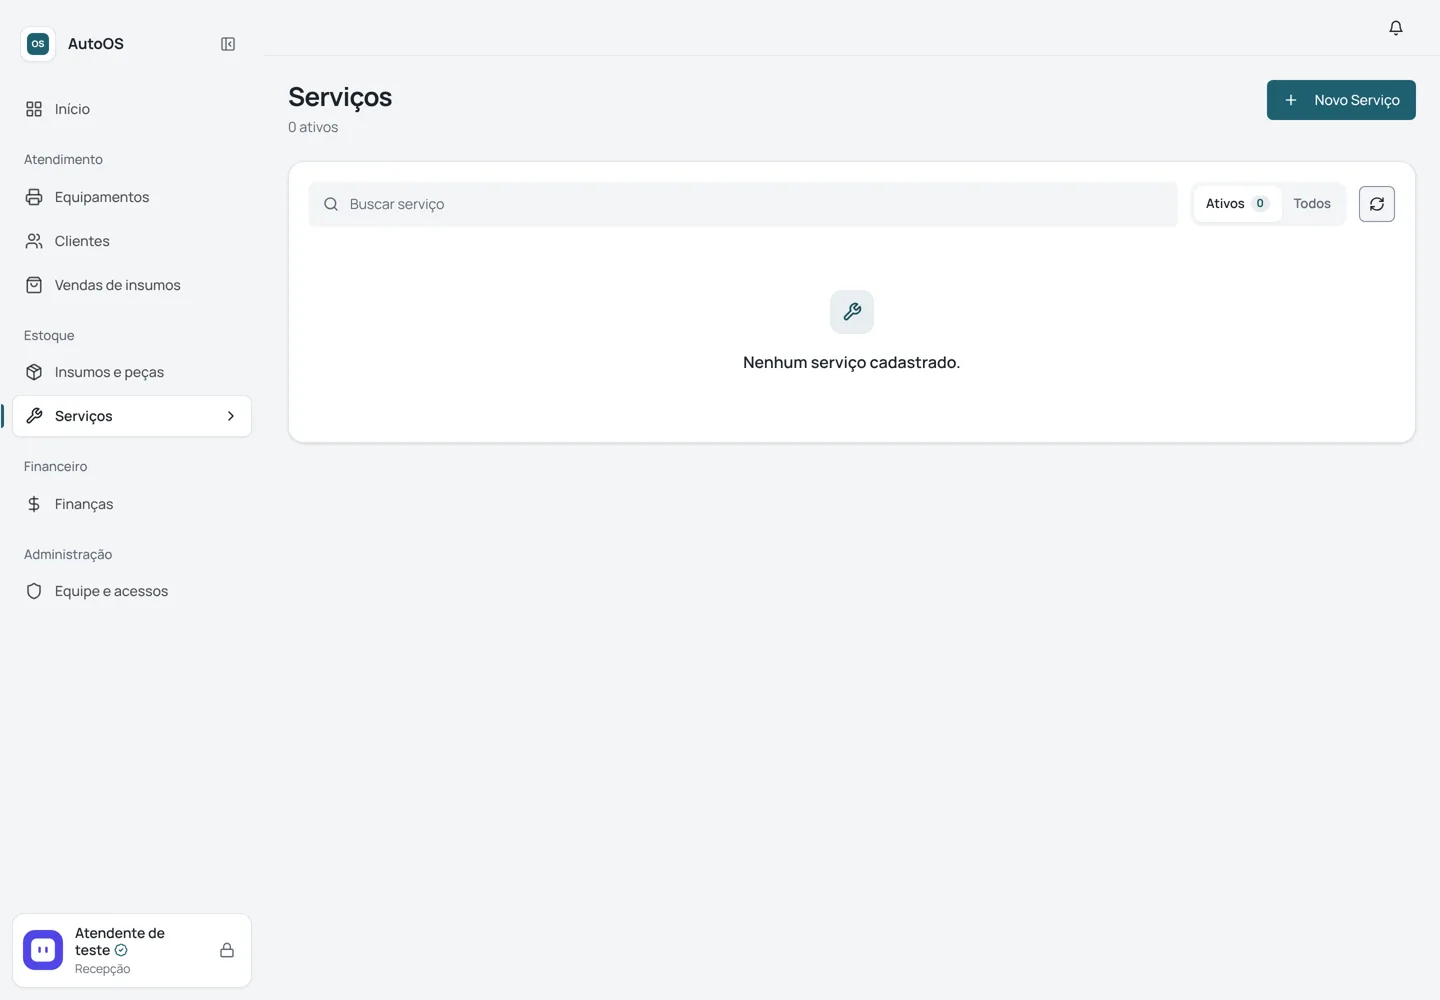 OS
AutoOS
Início
Atendimento
Equipamentos
Clientes
Vendas de insumos
Estoque
Insumos e peças
Serviços
Financeiro
Finanças
Administração
Equipe e acessos
Atendente de
teste
Recepção
Serviços
0 ativos
Novo Serviço
Buscar serviço
Ativos 0
Todos
Nenhum serviço cadastrado.